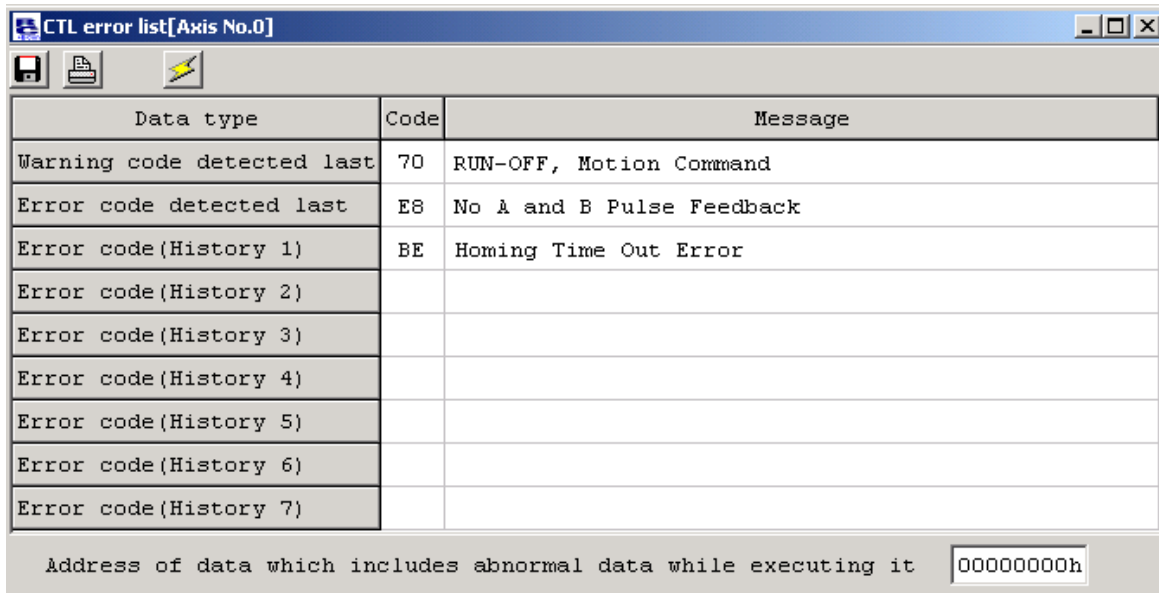 CTL error list[Axis No.0]
Data type Code Message
Warning code detected last 70 RUN-OFF, Motion Command
Error code detected last E8 No A and B Pulse Feedback
Error code(History 1) BE Homing Time Out Error
Error code(History 2)
Error code(History 3)
Error code(History 4)
Error code(History 5)
Error code(History 6)
Error code(History 7)
Address of data which includes abnormal data while executing it 00000000h